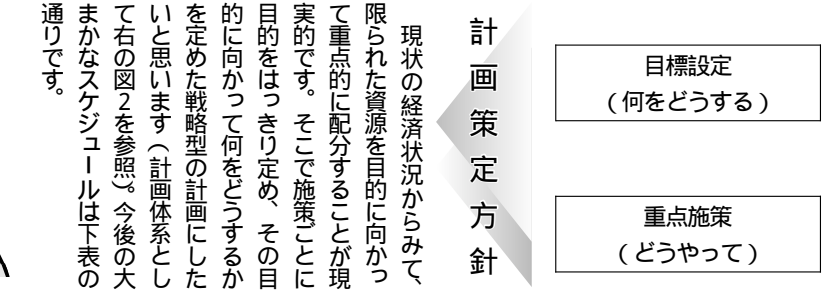 目標設定
(何をどうする)
重点施策
(どうやって)
計画策定方針
現状の経済状況からみて、
限られた資源を目的に向かっ
て重点的に配分することが現
実的です。そこで施策ごとに
目的をはっきり定め、その目
的に向かって何をどうするか
を定めた戦略型の計画にした
いと思います(計画体系とし
て右の図2を参照)。今後の大
まかなスケジュールは下表の
通りです。